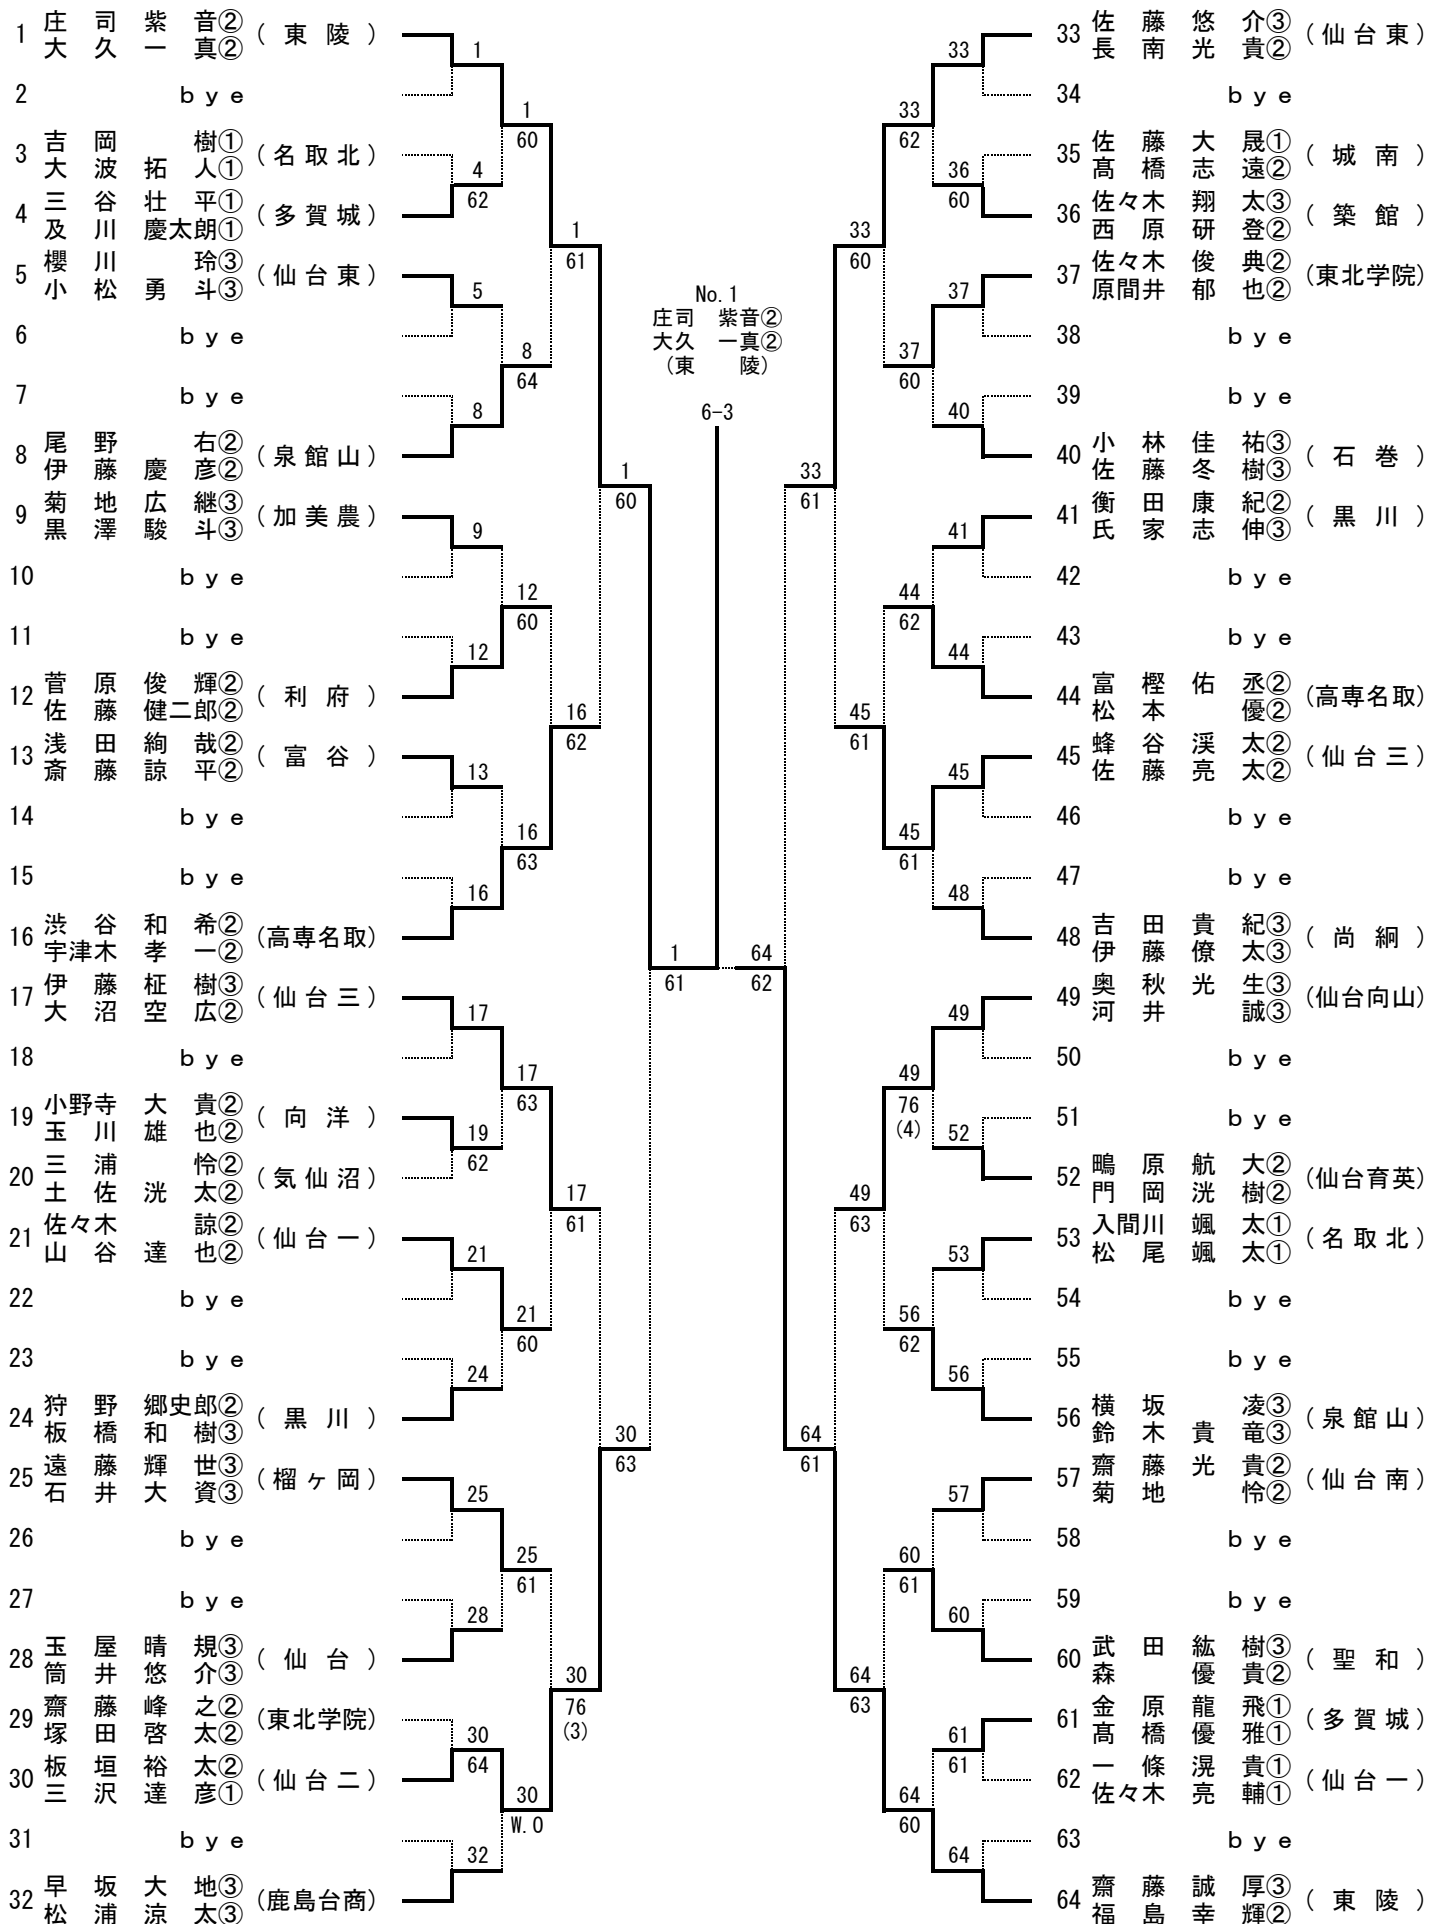 1 庄司紫音② 大久一真② (東陵)
2 bye
3 吉岡樹① 大波拓人① (名取北)
4 三谷壮平① 及川慶太朗① (多賀城)
5 櫻川玲③ 小松勇斗③ (仙台東)
6 bye
7 bye
8 尾野右② 伊藤慶彦② (泉館山)
9 菊地広継③ 黒澤駿斗③ (加美農)
10 bye
11 bye
12 菅原俊輝② 佐藤健二郎② (利府)
13 浅田絢哉② 斎藤諒平② (富谷)
14 bye
15 bye
16 渋谷和希② 宇津木孝一② (高専名取)
17 伊藤柾樹③ 大沼空広② (仙台三)
18 bye
19 小野寺大貴② 玉川雄也② (向洋)
20 三浦怜② 土佐洸太② (気仙沼)
21 佐々木諒② 山谷達也② (仙台一)
22 bye
23 bye
24 狩野郷史郎② 板橋和樹③ (黒川)
25 遠藤輝世③ 石井大資③ (榴ヶ岡)
26 bye
27 bye
28 玉屋晴規③ 筒井悠介③ (仙台)
29 齋藤峰之② 塚田啓太② (東北学院)
30 板垣裕太② 三沢達彦① (仙台二)
31 bye
32 早坂大地③ 松浦涼太③ (鹿島台商)
1
4
62
5
8
9
12
13
16
17
19
62
21
24
25
28
30
64
32
1
60
8
64
12
60
16
63
17
63
21
60
25
61
30
W.O
1
61
16
62
17
61
30
76
(3)
1
60
30
63
1
61
No.1
庄司 紫音②
大久 一真②
(東 陵)
6-3
64
62
33
61
64
61
33
60
45
61
49
63
64
63
33
62
37
60
44
62
45
61
49
76
(4)
56
62
60
61
64
60
33
36
60
37
40
41
44
45
48
49
52
53
56
57
60
61
61
64
33 佐藤悠介③ 長南光貴② (仙台東)
34 bye
35 佐藤大晟① 髙橋志遠② (城南)
36 佐々木翔太③ 西原研登② (築館)
37 佐々木俊典② 原間井郁也② (東北学院)
38 bye
39 bye
40 小林佳祐③ 佐藤冬樹③ (石巻)
41 衡田康紀② 氏家志伸③ (黒川)
42 bye
43 bye
44 富樫佑丞② 松本優② (高専名取)
45 蜂谷渓太② 佐藤亮太② (仙台三)
46 bye
47 bye
48 吉田貴紀③ 伊藤僚太③ (尚絅)
49 奥秋光生③ 河井誠③ (仙台向山)
50 bye
51 bye
52 鴫原航大② 門岡洸樹② (仙台育英)
53 入間川颯太① 松尾颯太① (名取北)
54 bye
55 bye
56 横坂凌③ 鈴木貴竜③ (泉館山)
57 齋藤光貴② 菊地怜② (仙台南)
58 bye
59 bye
60 武田紘樹③ 森優貴② (聖和)
61 金原龍飛① 髙橋優雅① (多賀城)
62 一條滉貴① 佐々木亮輔① (仙台一)
63 bye
64 齋藤誠厚③ 福島幸輝② (東陵)